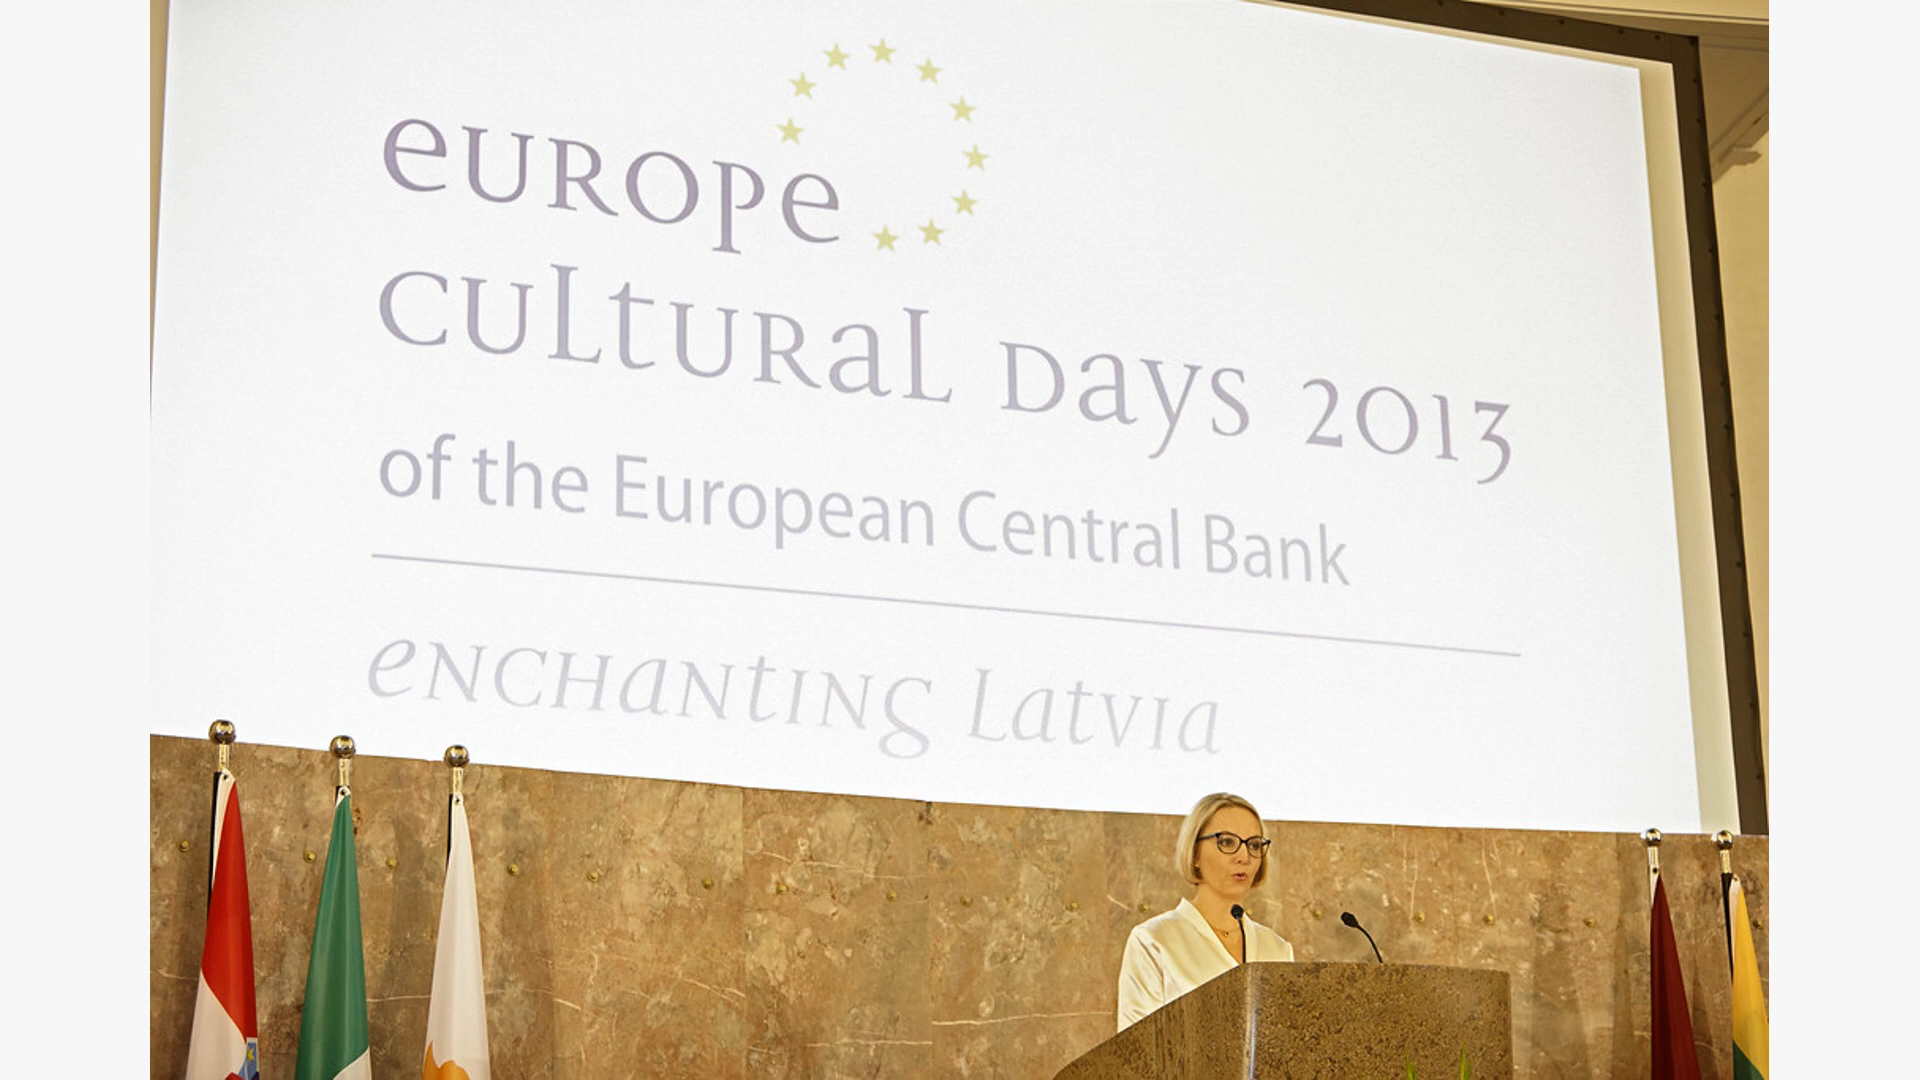 europe
cultural days 2013
of the European Central Bank
enchanting Latvia